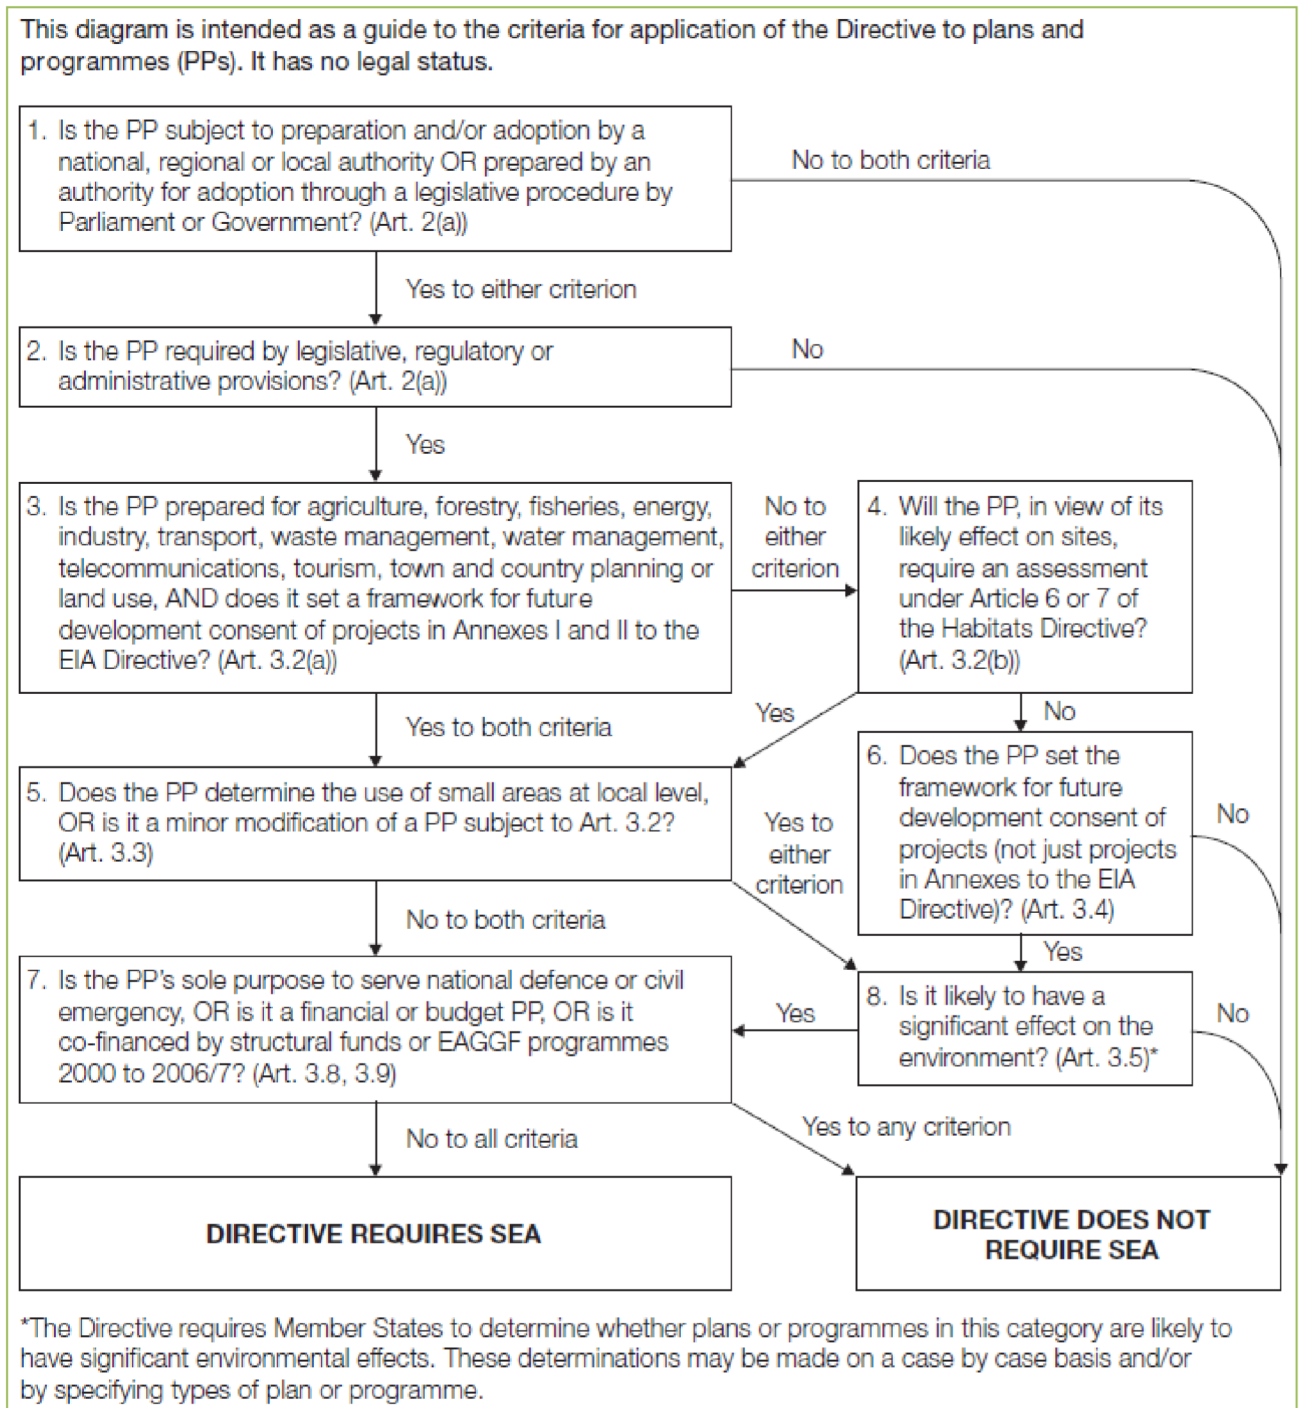 This diagram is intended as a guide to the criteria for application of the Directive to plans and
programmes (PPs). It has no legal status.
1. Is the PP subject to preparation and/or adoption by a
national, regional or local authority OR prepared by an
authority for adoption through a legislative procedure by
Parliament or Government? (Art. 2(a))
No to both criteria
Yes to either criterion
2. Is the PP required by legislative, regulatory or
administrative provisions? (Art. 2(a))
No
Yes
3. Is the PP prepared for agriculture, forestry, fisheries, energy,
industry, transport, waste management, water management,
telecommunications, tourism, town and country planning or
land use, AND does it set a framework for future
development consent of projects in Annexes I and II to the
EIA Directive? (Art. 3.2(a))
No to
either
criterion
4. Will the PP, in view of its
likely effect on sites,
require an assessment
under Article 6 or 7 of
the Habitats Directive?
(Art. 3.2(b))
Yes to both criteria
Yes
No
5. Does the PP determine the use of small areas at local level,
OR is it a minor modification of a PP subject to Art. 3.2?
(Art. 3.3)
Yes to
either
criterion
6. Does the PP set the
framework for future
development consent of
projects (not just projects
in Annexes to the EIA
Directive)? (Art. 3.4)
No
No to both criteria
Yes
7. Is the PP's sole purpose to serve national defence or civil
emergency, OR is it a financial or budget PP, OR is it
co-financed by structural funds or EAGGF programmes
2000 to 2006/7? (Art. 3.8, 3.9)
Yes
8. Is it likely to have a
significant effect on the
environment? (Art. 3.5)*
No
No to all criteria
Yes to any criterion
DIRECTIVE REQUIRES SEA
DIRECTIVE DOES NOT
REQUIRE SEA
*The Directive requires Member States to determine whether plans or programmes in this category are likely to
have significant environmental effects. These determinations may be made on a case by case basis and/or
by specifying types of plan or programme.